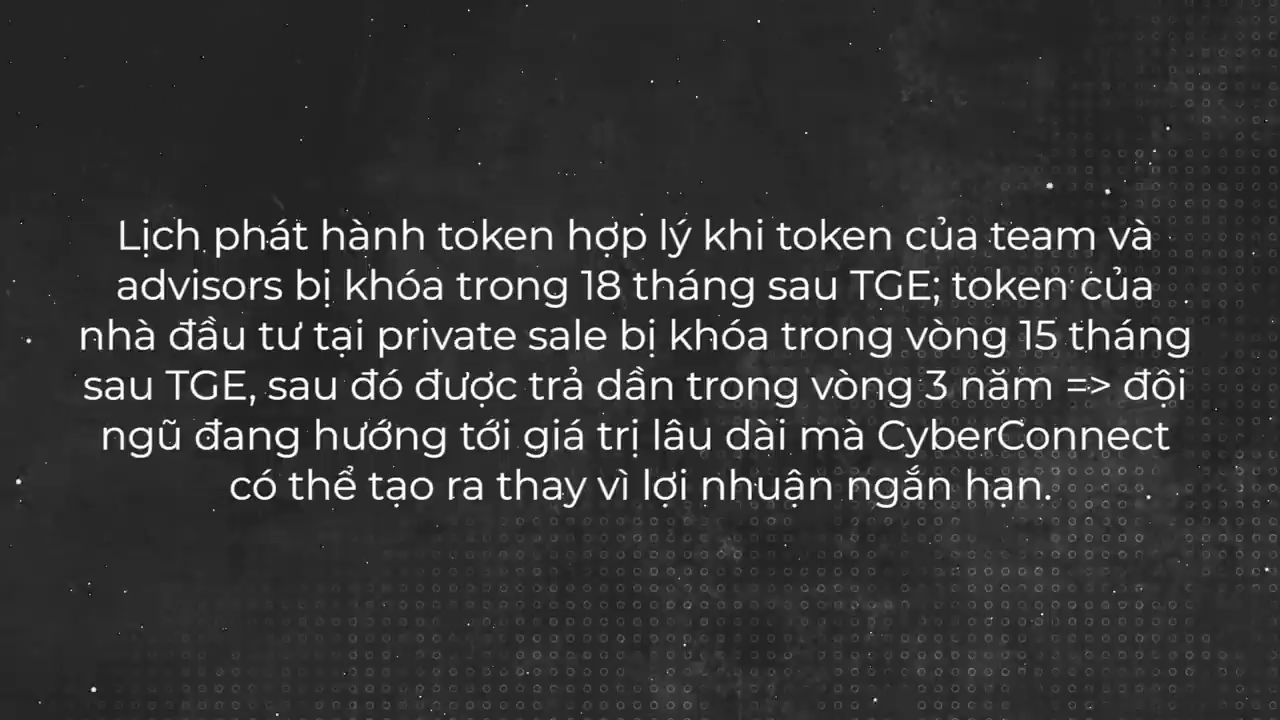 Lịch phát hành token hợp lý khi token của team và
advisors bị khóa trong 18 tháng sau TGE; token của
nhà đầu tư tại private sale bị khóa trong vòng 15 tháng
sau TGE, sau đó được trả dần trong vòng 3 năm => đội
ngũ đang hướng tới giá trị lâu dài mà CyberConnect
có thể tạo ra thay vì lợi nhuận ngắn hạn.